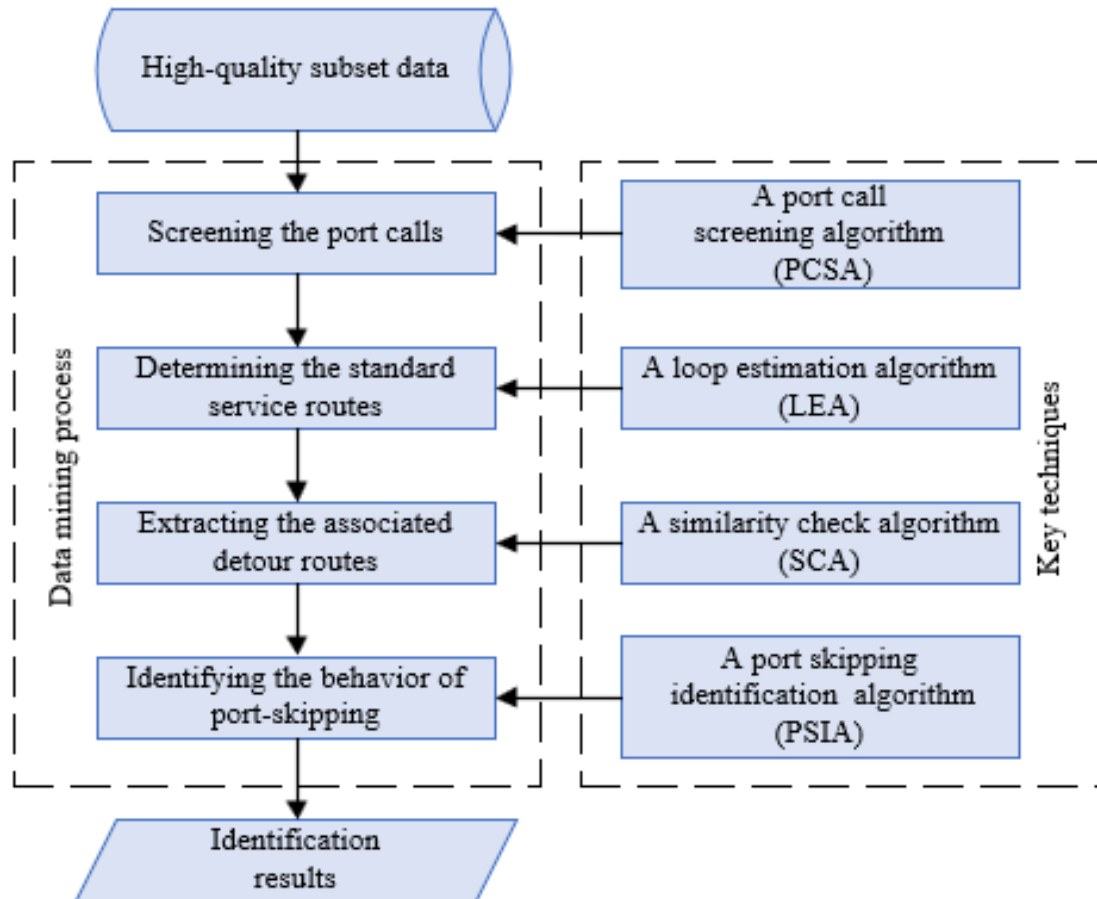 High-quality subset data
Screening the port calls
A port call
screening algorithm
(PCSA)
Determining the standard
service routes
A loop estimation algorithm
(LEA)
Extracting the associated
detour routes
A similarity check algorithm
(SCA)
Identifying the behavior of
port-skipping
A port skipping
identification algorithm
(PSIA)
Data mining process
Key techniques
Identification
results